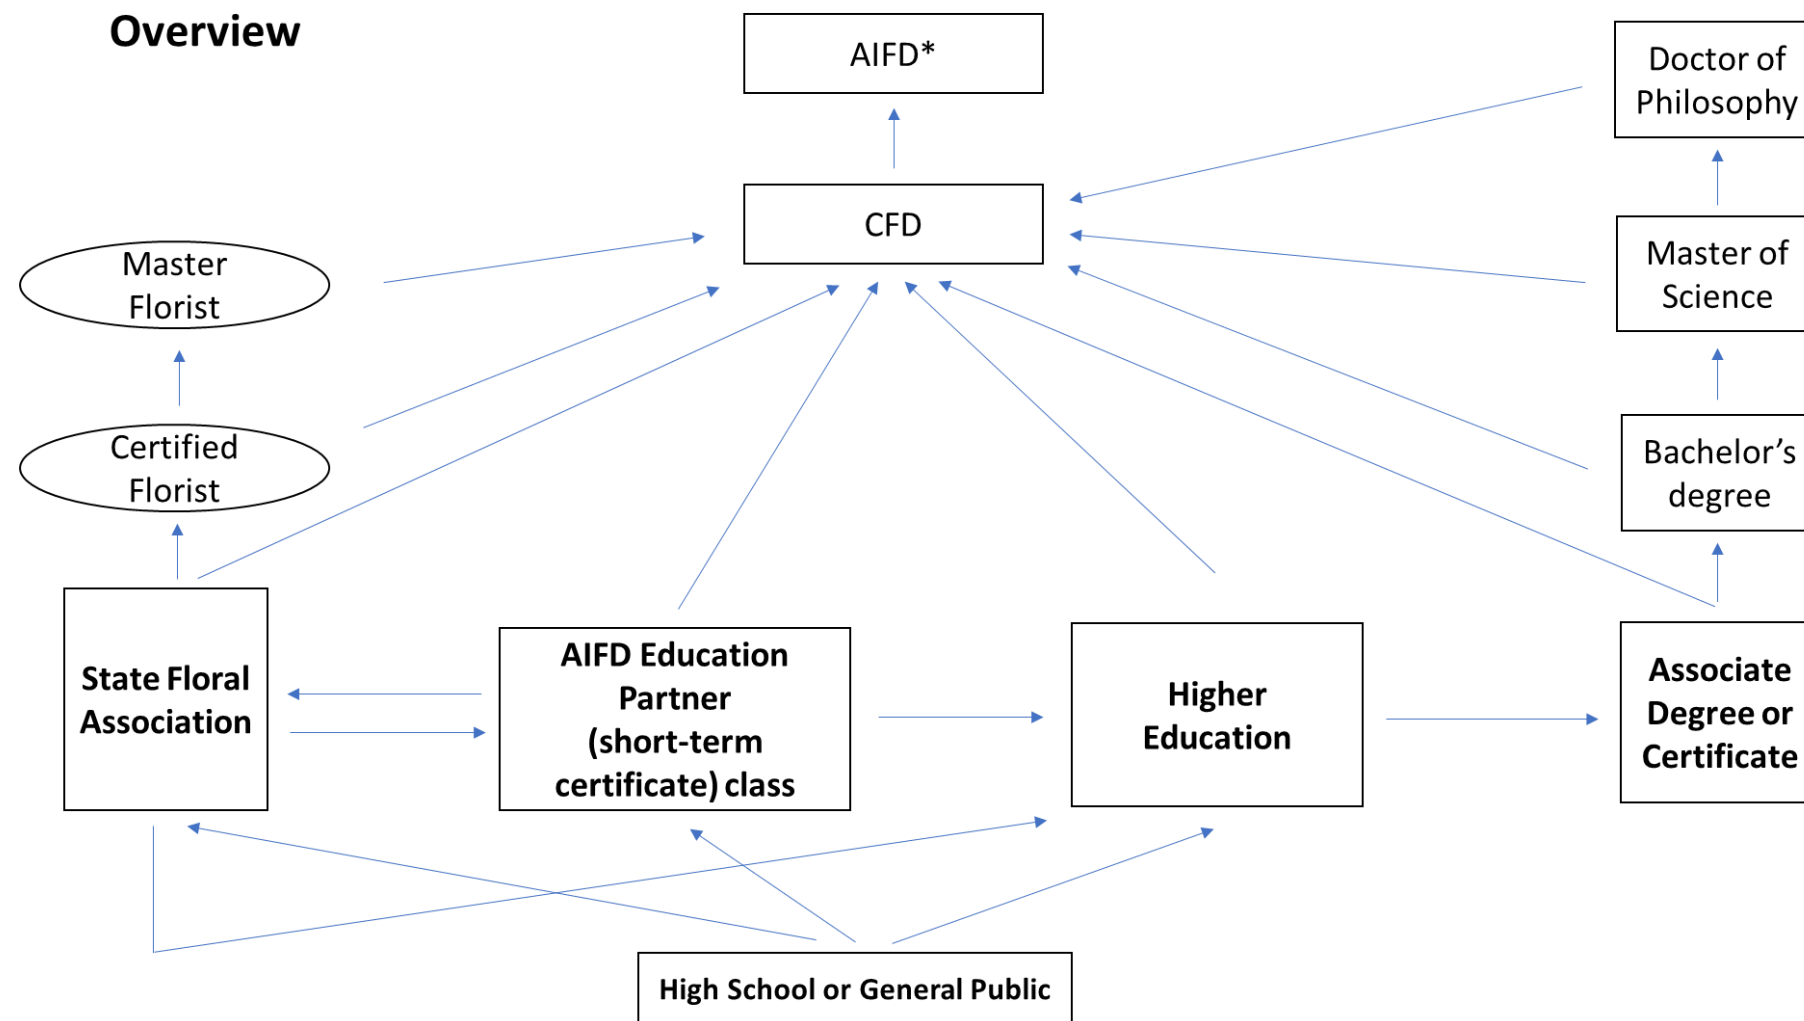 Overview
AIFD*
Doctor of
Philosophy
CFD
Master of
Science
Master
Florist
Certified
Florist
Bachelor’s
degree
State Floral
Association
AIFD Education
Partner
(short-term
certificate) class
Higher
Education
Associate
Degree or
Certificate
High School or General Public